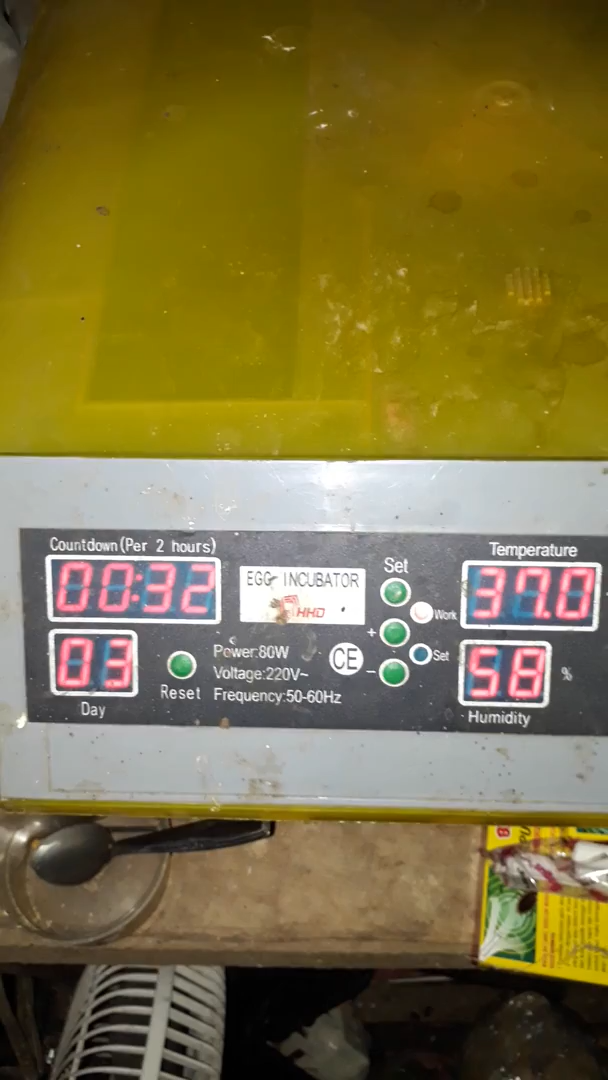 Countdown(Per 2 hours)
00:32
EGG INCUBATOR
HHD
Set
Temperature
37.0
Work
+
Set
-
03
Day
Reset
Power:80W
Voltage:220V~
Frequency:50-60Hz
CE
58
%
Humidity